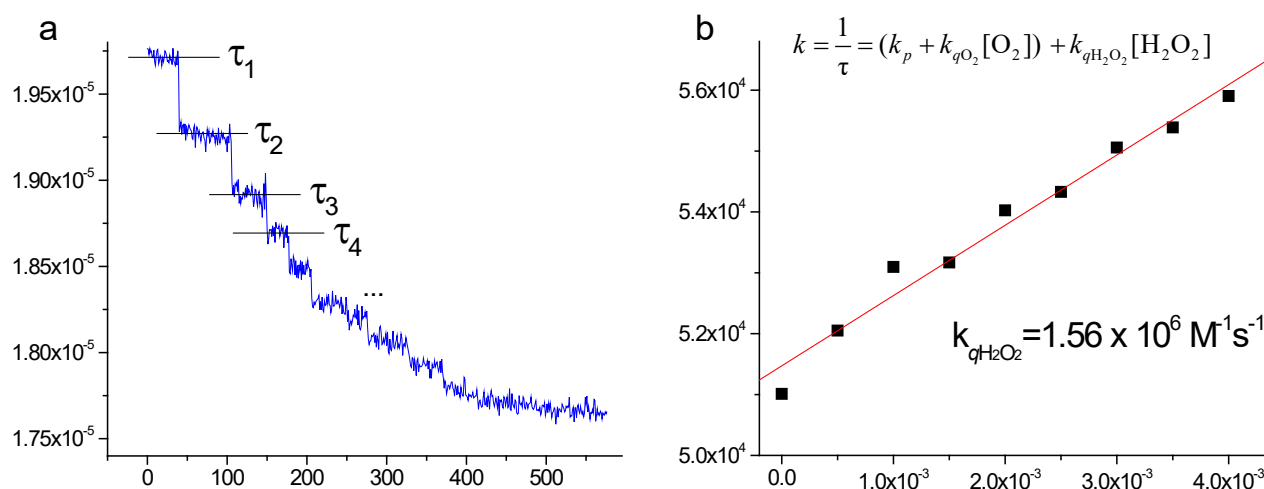 a
τ1
τ2
τ3
τ4
...
1.95x10-5
1.90x10-5
1.85x10-5
1.80x10-5
1.75x10-5
0 100 200 300 400 500
b
k = 1/τ = (kp + kqO2[O2]) + kqH2O2[H2O2]
5.6x104
5.4x104
5.2x104
5.0x104
kqH2O2=1.56 x 106 M-1s-1
0.0 1.0x10-3 2.0x10-3 3.0x10-3 4.0x10-3